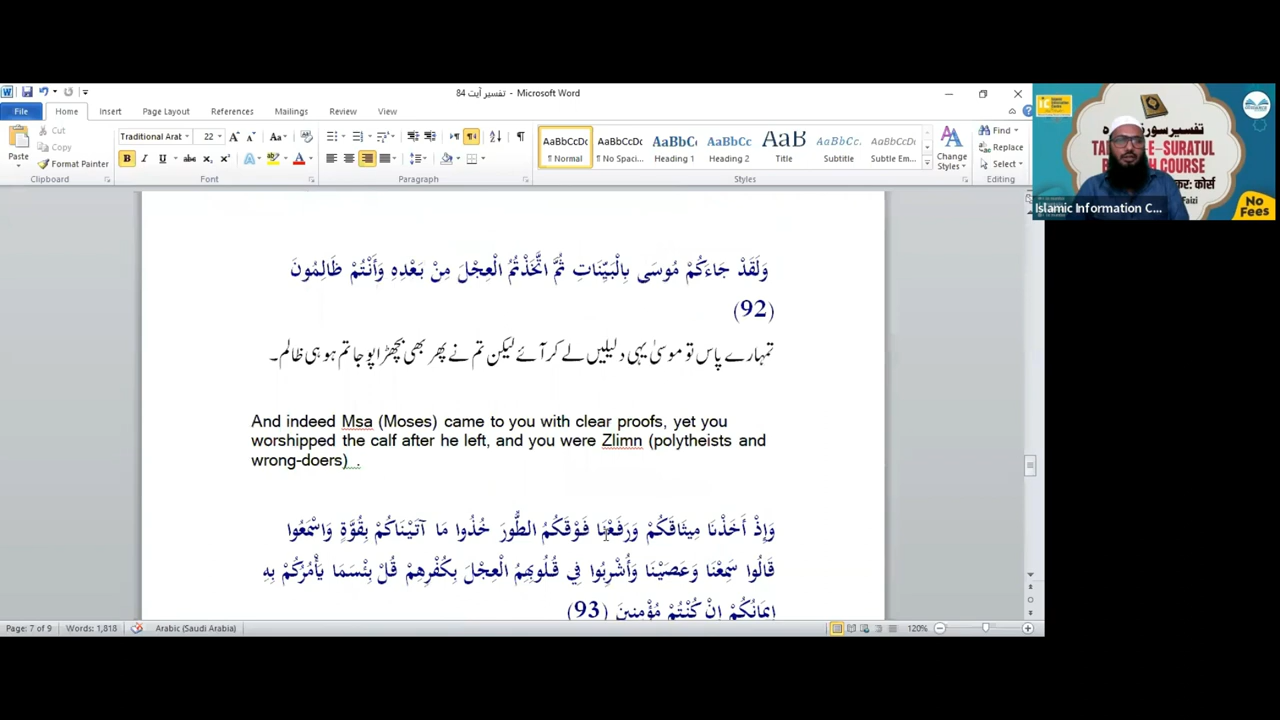 تفسير آيت 84 - Microsoft Word
File Home Insert Page Layout References Mailings Review View
Paste Cut Copy Format Painter
Traditional Arat 22
AaBbCcDc AaBbCcDc AaBbC AaBbCc AaB AaBbCc. AaBbCcDc
¶ Normal ¶ No Spaci... Heading 1 Heading 2 Title Subtitle Subtle Em...
Change Styles
Find Replace Select
Clipboard Font Paragraph Styles Editing
وَلَقَدْ جَاءَكُمْ مُوسَى بِالْبَيِّنَاتِ ثُمَّ اتَّخَذْتُمُ الْعِجْلَ مِنْ بَعْدِهِ وَأَنْتُمْ ظَالِمُونَ
(92)
تمہارے پاس تو موسیٰ یہی دلیلیں لے کر آئے لیکن تم نے پھر بھی بچھڑا پوجا تم ہو ہی ظالم۔
And indeed Msa (Moses) came to you with clear proofs, yet you
worshipped the calf after he left, and you were Zlimn (polytheists and
wrong-doers) .
وَإِذْ أَخَذْنَا مِيثَاقَكُمْ وَرَفَعْنَا فَوْقَكُمُ الطُّورَ خُذُوا مَا آتَيْنَاكُمْ بِقُوَّةٍ وَاسْمَعُوا
قَالُوا سَمِعْنَا وَعَصَيْنَا وَأُشْرِبُوا فِي قُلُوبِهِمُ الْعِجْلَ بِكُفْرِهِمْ قُلْ بِئْسَمَا يَأْمُرُكُمْ بِهِ
إِيمَانُكُمْ إِنْ كُنْتُمْ مُؤْمِنِينَ (93)
Page: 7 of 9 Words: 1,818 Arabic (Saudi Arabia) 120%
COURSE
कोर्स
Faizi
Islamic Information C...
No
Fees